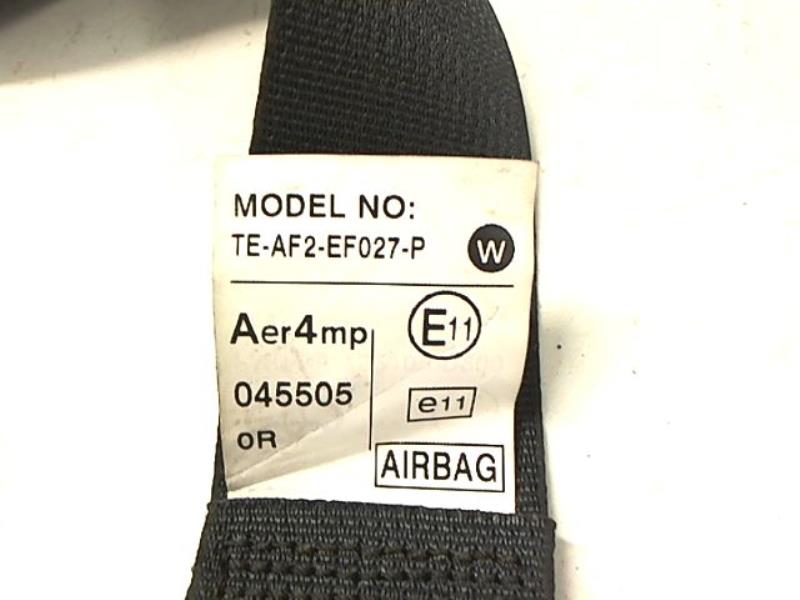 MODEL NO:
TE-AF2-EF027-P W
Aer4mp E11
045505 e11
OR
AIRBAG